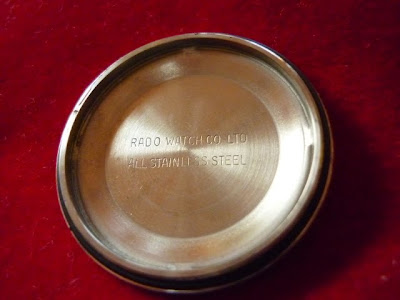 RADO WATCH CO. LTD
ALL STAINLESS STEEL